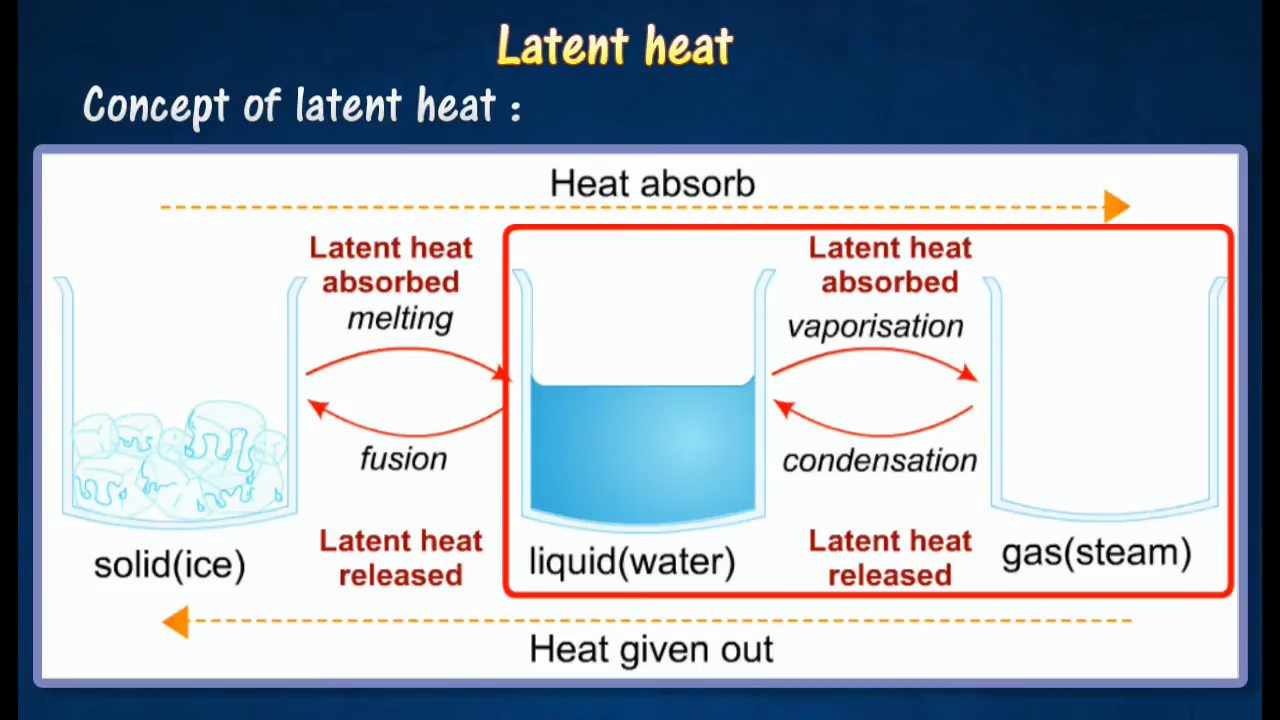 Latent heat
Concept of latent heat :
Heat absorb
Latent heat
absorbed
melting
Latent heat
absorbed
vaporisation
fusion
condensation
Latent heat
released
Latent heat
released
solid(ice)
liquid(water)
gas(steam)
Heat given out